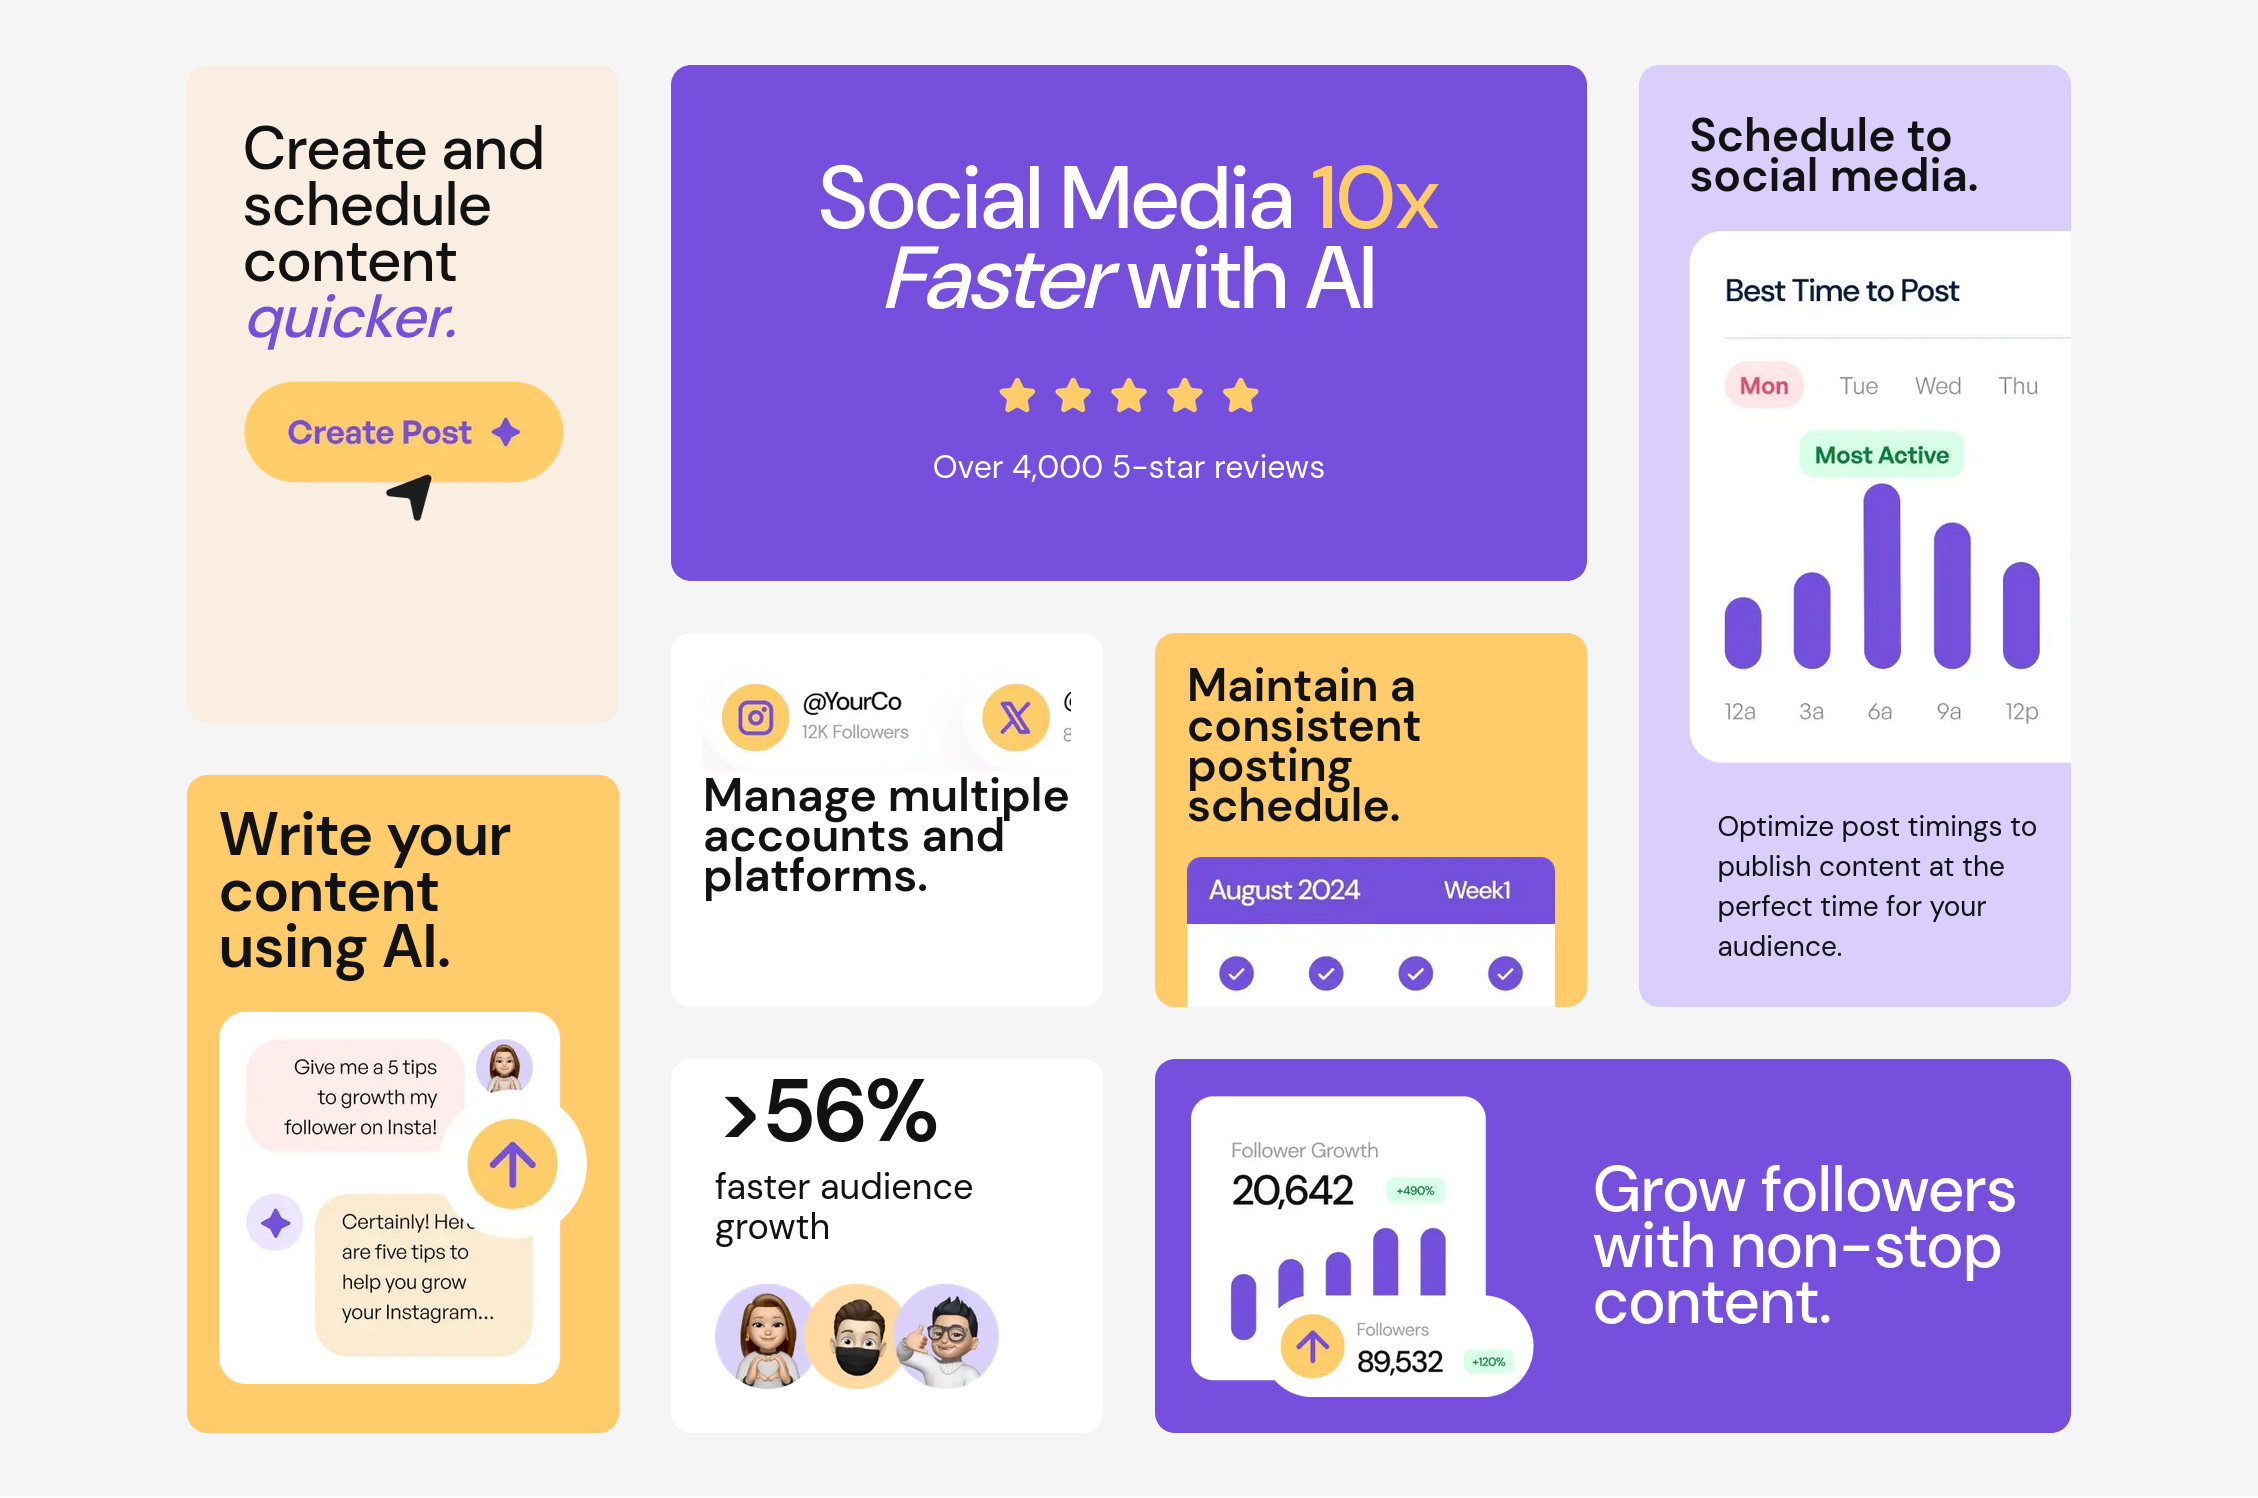 Create and
schedule
content
quicker.
Create Post
Social Media 10x
Faster with AI
Over 4,000 5-star reviews
Schedule to
social media.
Best Time to Post
Mon Tue Wed Thu
Most Active
12a 3a 6a 9a 12p
Optimize post timings to
publish content at the
perfect time for your
audience.
@YourCo
12K Followers
Manage multiple
accounts and
platforms.
Maintain a
consistent
posting
schedule.
August 2024 Week1
Write your
content
using AI.
Give me a 5 tips
to growth my
follower on Insta!
Certainly! Here
are five tips to
help you grow
your Instagram...
>56%
faster audience
growth
Follower Growth
20,642 +490%
Followers
89,532 +120%
Grow followers
with non-stop
content.